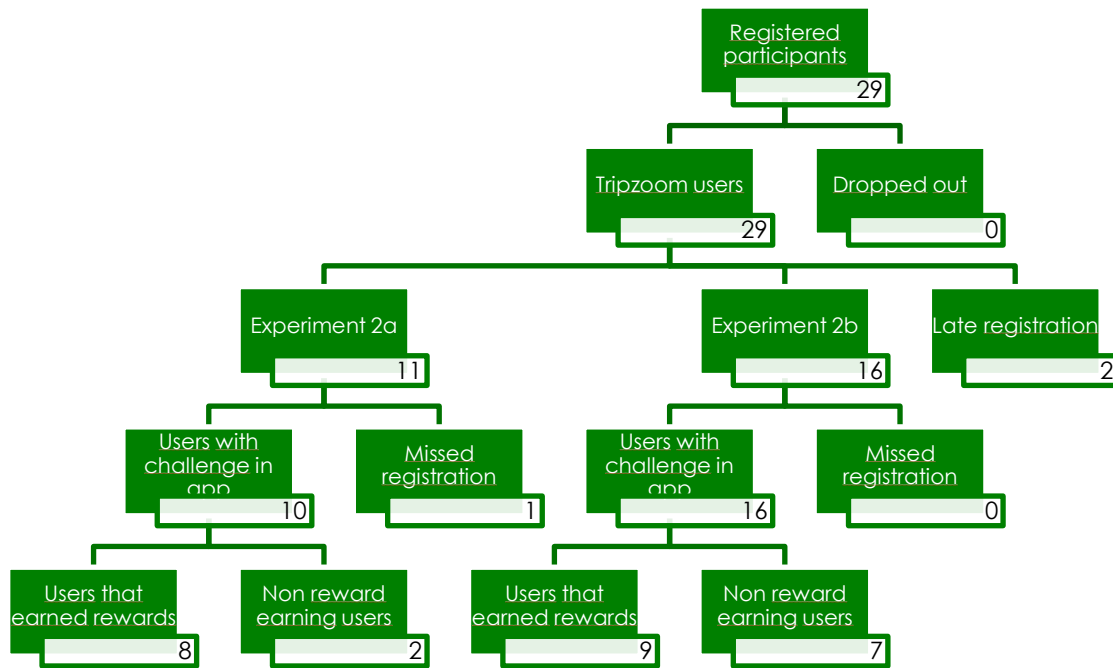 Registered
participants
29
Tripzoom users
29
Dropped out
0
Experiment 2a
11
Experiment 2b
16
Late registration
2
Users with
challenge in
app
10
Missed
registration
1
Users with
challenge in
app
16
Missed
registration
0
Users that
earned rewards
8
Non reward
earning users
2
Users that
earned rewards
9
Non reward
earning users
7